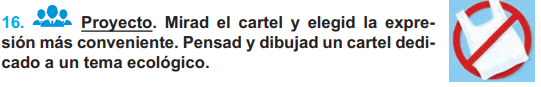 16. Proyecto. Mirad el cartel y elegid la expre-
sión más conveniente. Pensad y dibujad un cartel dedi-
cado a un tema ecológico.